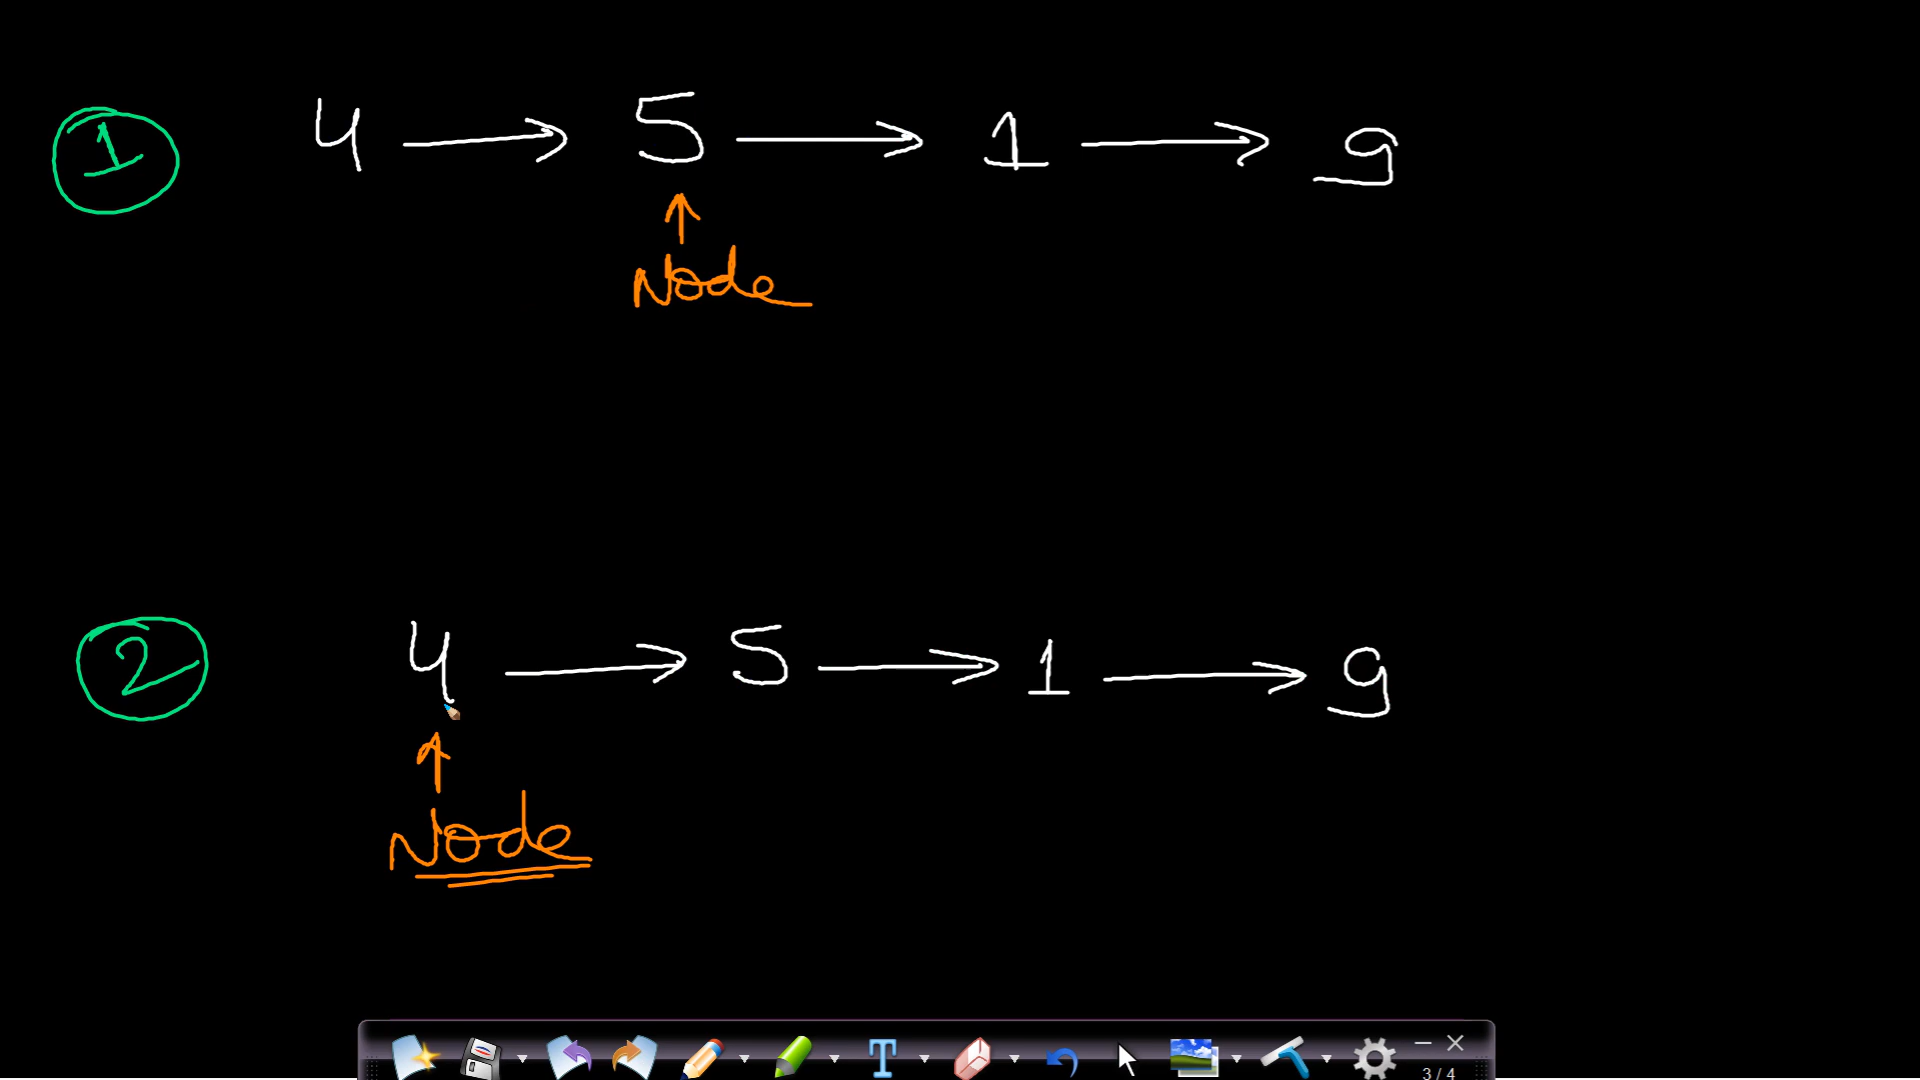 1 4 → 5 → 1 → 9
Node
2 4 → 5 → 1 → 9
Node
T
3 / 4